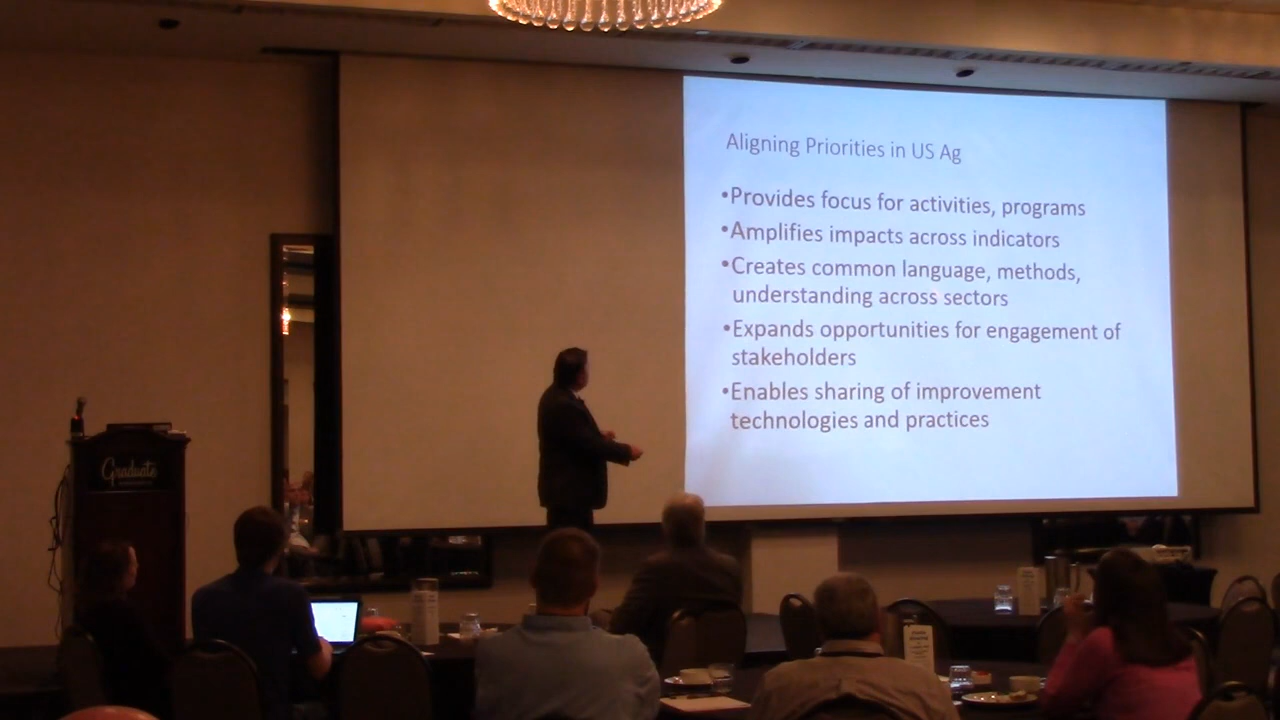 Aligning Priorities in US Ag
•Provides focus for activities, programs
•Amplifies impacts across indicators
•Creates common language, methods,
understanding across sectors
•Expands opportunities for engagement of
stakeholders
•Enables sharing of improvement
technologies and practices
Graduate